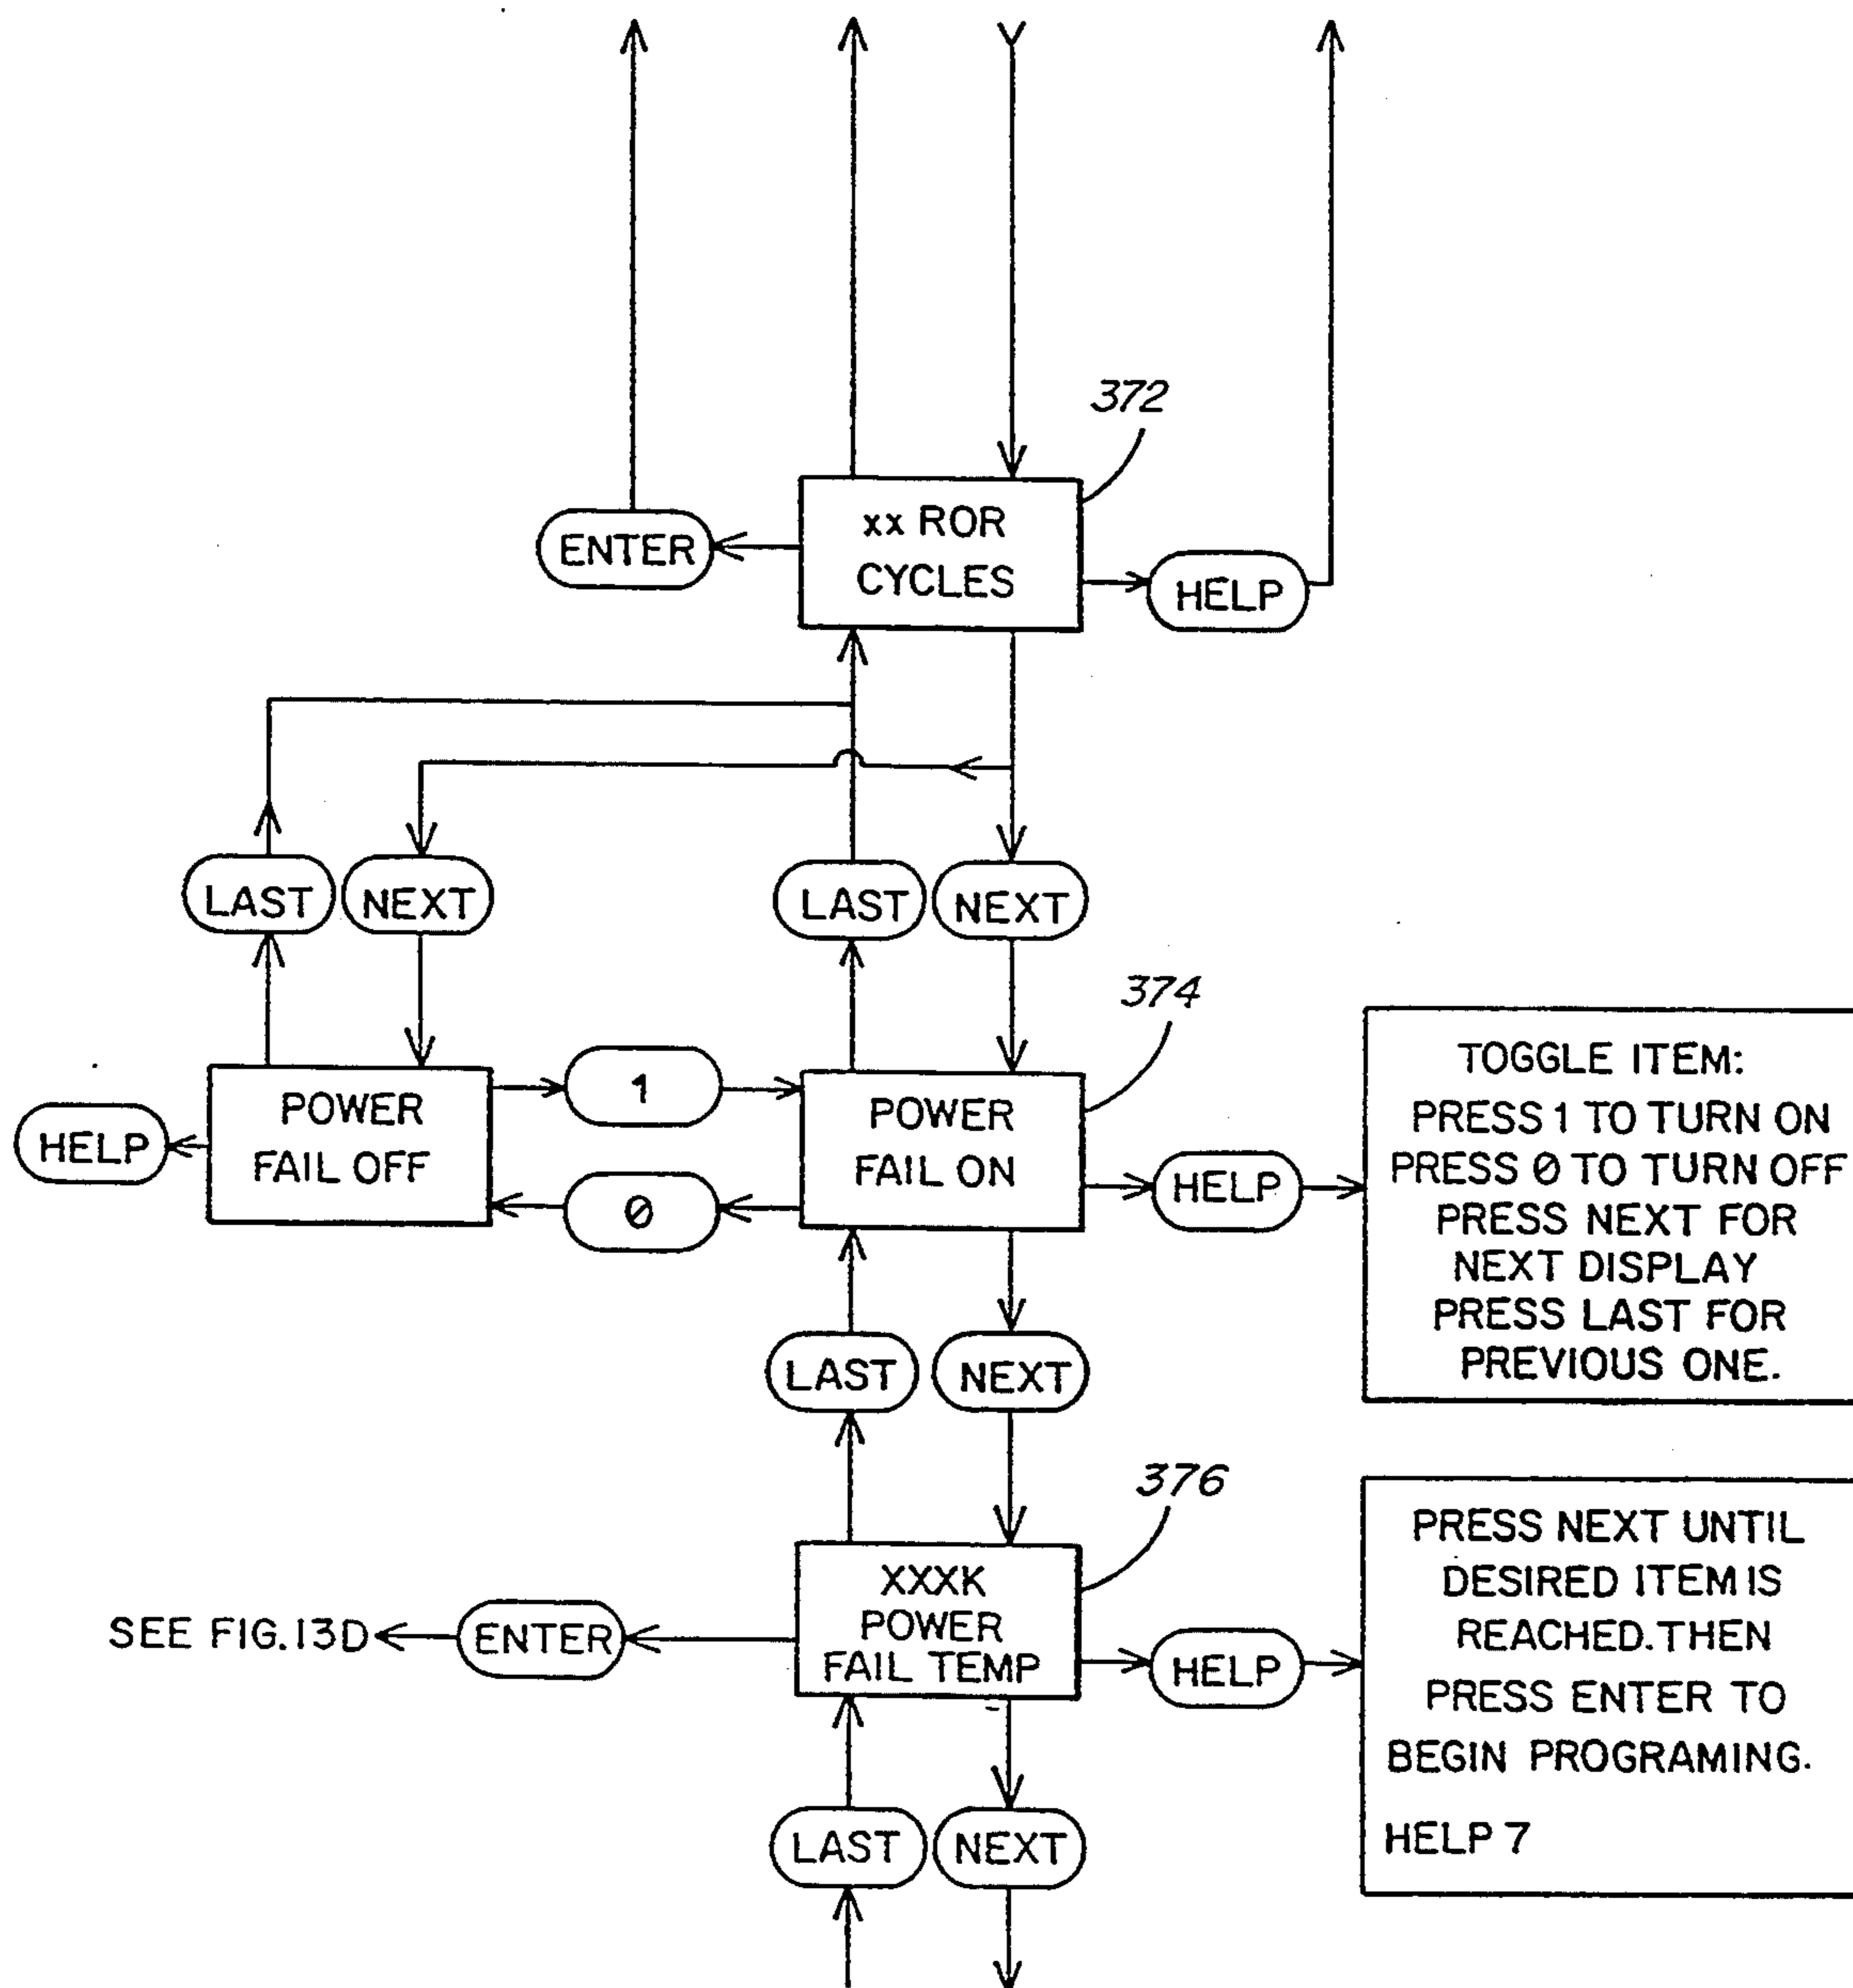 372
xx ROR
CYCLES
ENTER
HELP
LAST
NEXT
LAST
NEXT
374
POWER
FAIL OFF
HELP
1
0
POWER
FAIL ON
HELP
TOGGLE ITEM:
PRESS 1 TO TURN ON
PRESS 0 TO TURN OFF
PRESS NEXT FOR
NEXT DISPLAY
PRESS LAST FOR
PREVIOUS ONE.
LAST
NEXT
376
XXXK
POWER
FAIL TEMP
SEE FIG.13D
ENTER
HELP
PRESS NEXT UNTIL
DESIRED ITEM IS
REACHED. THEN
PRESS ENTER TO
BEGIN PROGRAMING.
HELP 7
LAST
NEXT